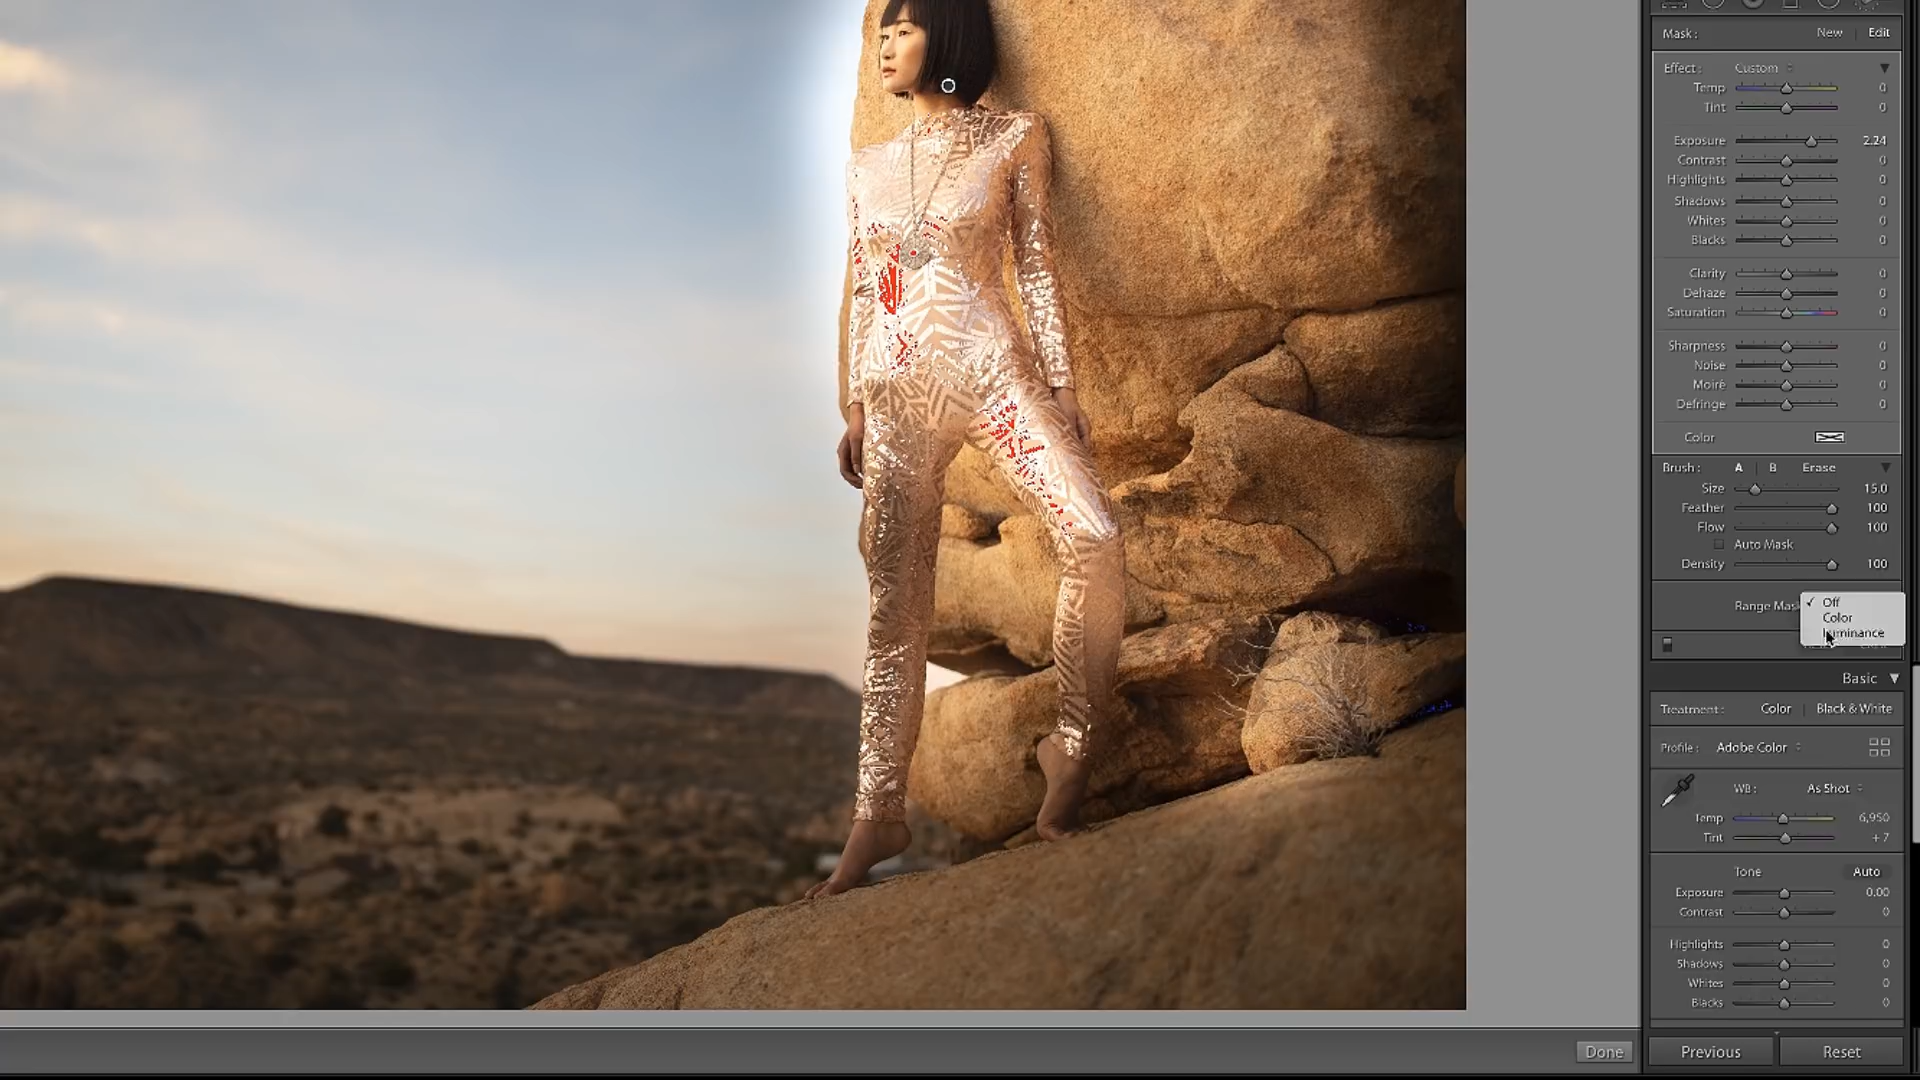 Mask : New Edit
Effect : Custom
Temp 0
Tint 0
Exposure 2.24
Contrast 0
Highlights 0
Shadows 0
Whites 0
Blacks 0
Clarity 0
Dehaze 0
Saturation 0
Sharpness 0
Noise 0
Moiré 0
Defringe 0
Color
Brush : A B Erase
Size 15.0
Feather 100
Flow 100
Auto Mask
Density 100
Range Mask
✓ Off
Color
Luminance
Basic
Treatment : Color Black & White
Profile : Adobe Color
WB : As Shot
Temp 6,950
Tint + 7
Tone Auto
Exposure 0.00
Contrast 0
Highlights 0
Shadows 0
Whites 0
Blacks 0
Done Previous Reset